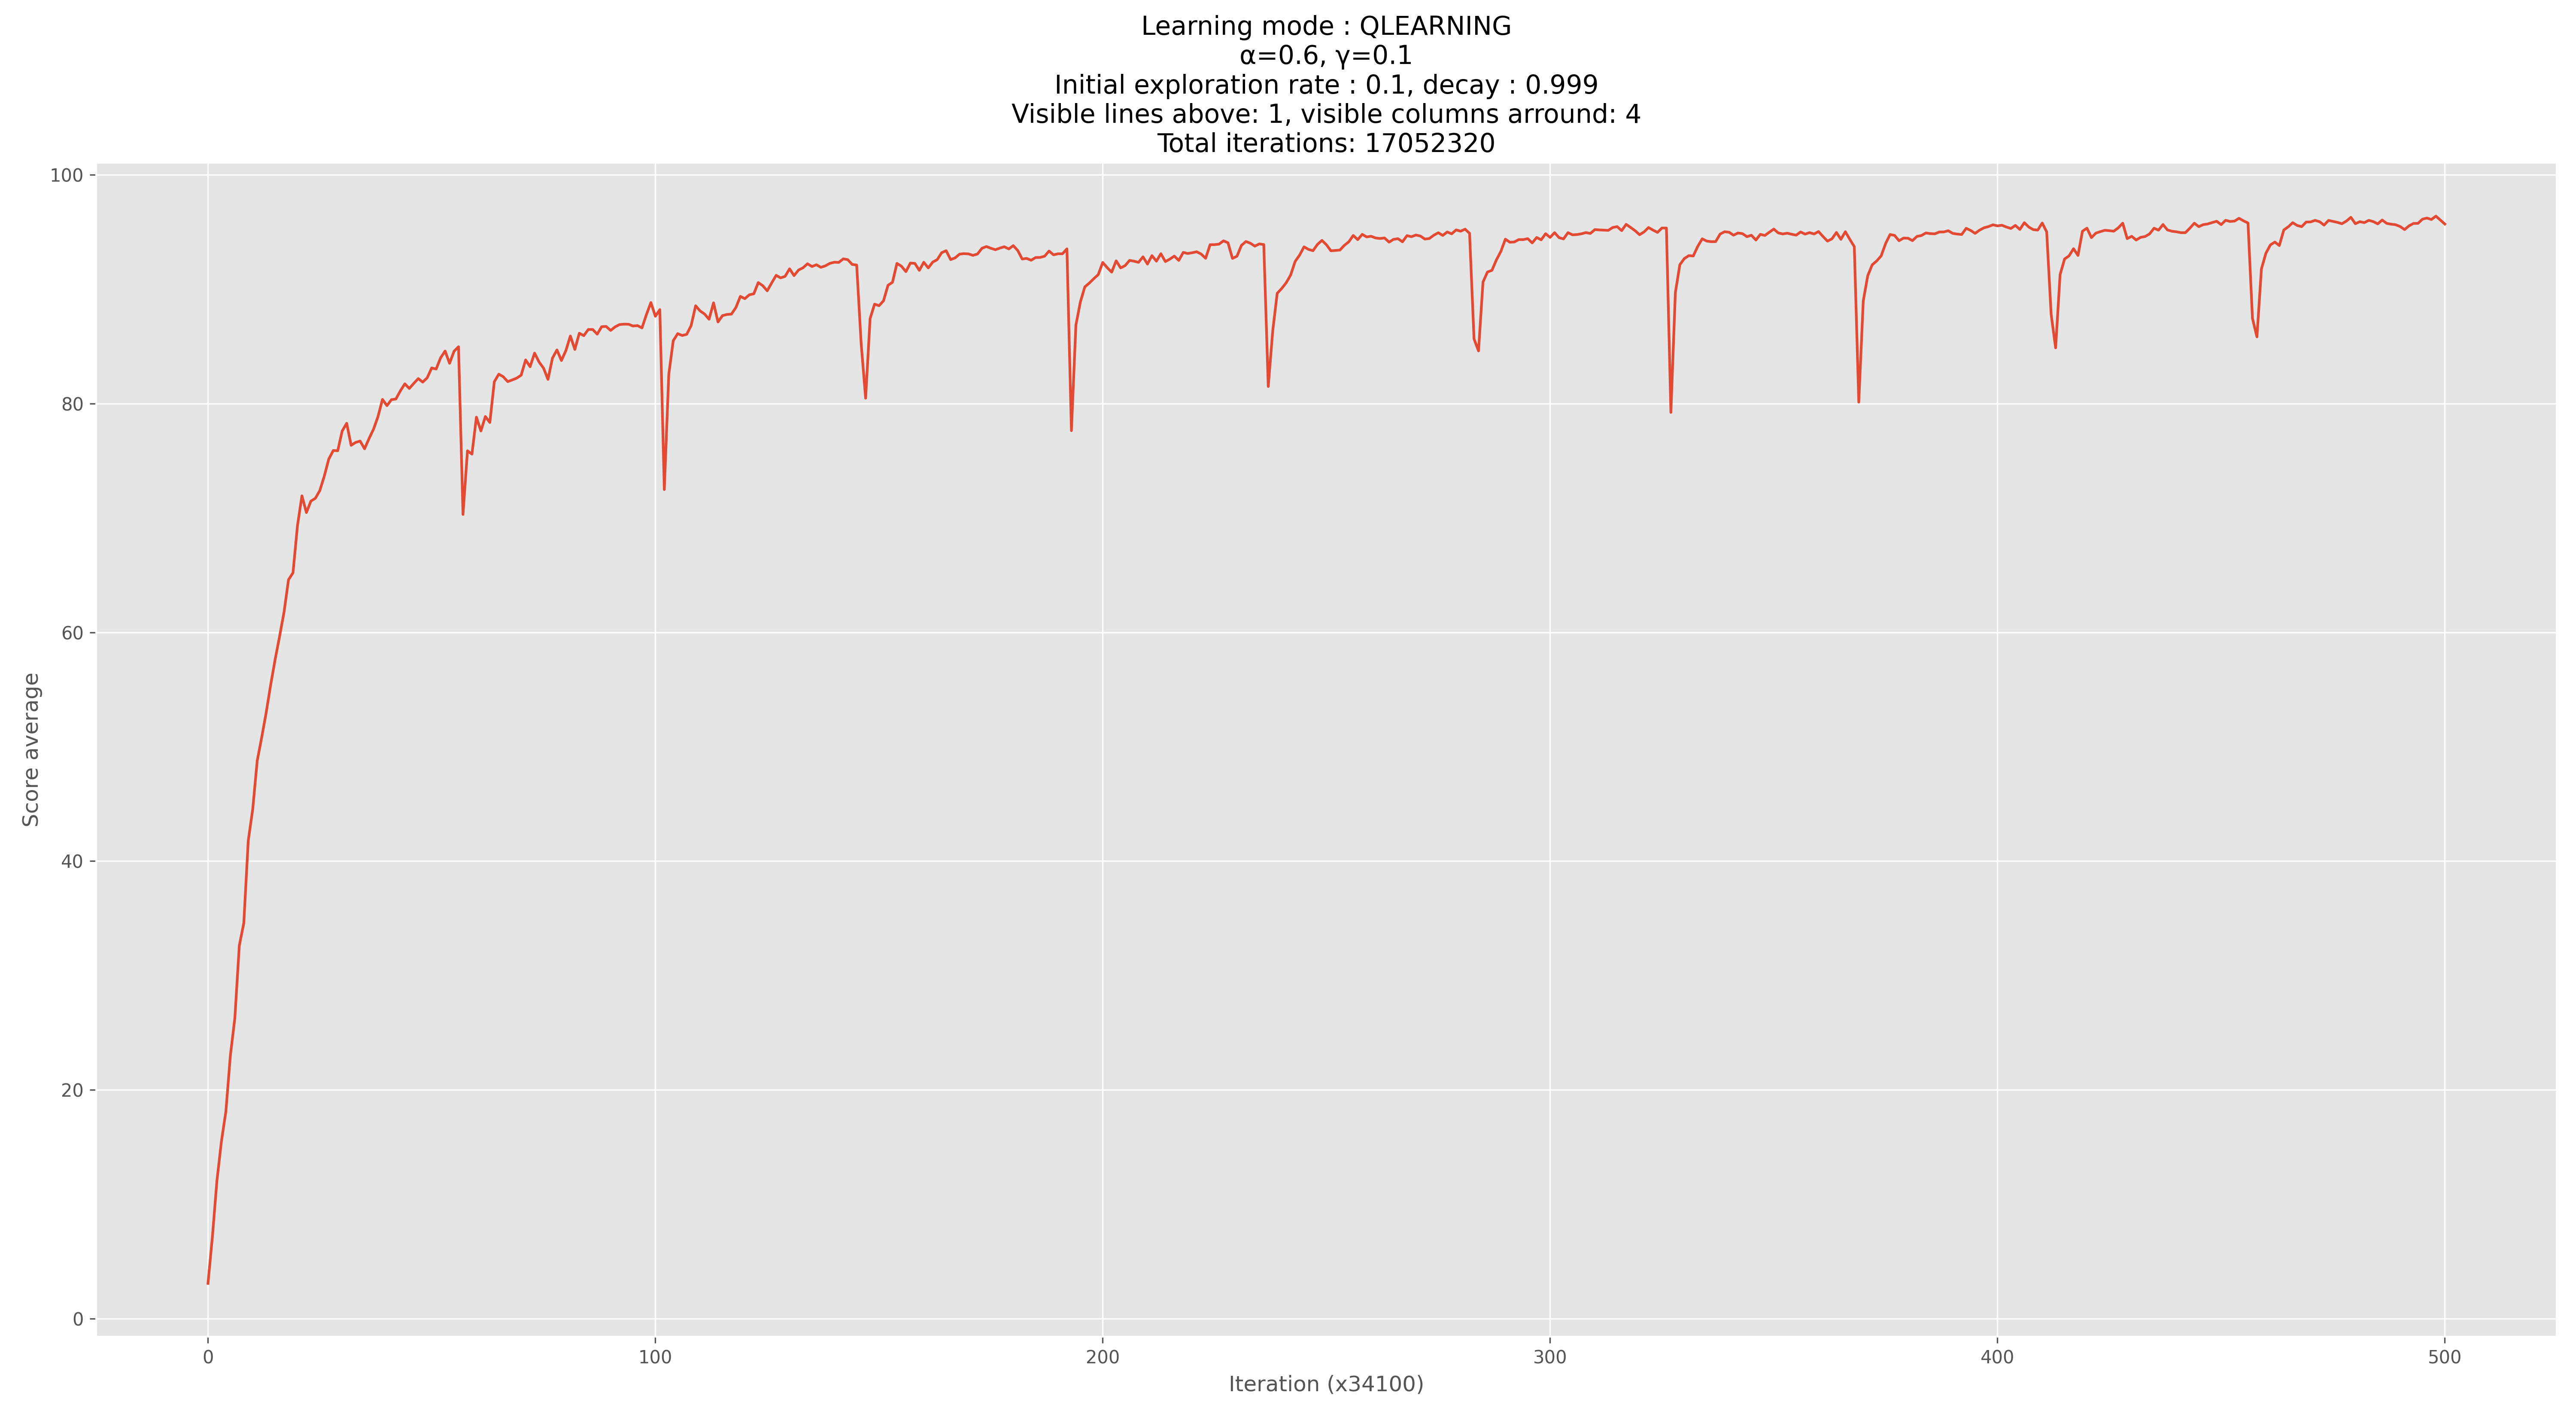 Learning mode : QLEARNING
α=0.6, γ=0.1
Initial exploration rate : 0.1, decay : 0.999
Visible lines above: 1, visible columns arround: 4
Total iterations: 17052320
100
80
60
40
20
0
Score average
0 100 200 300 400 500
Iteration (x34100)